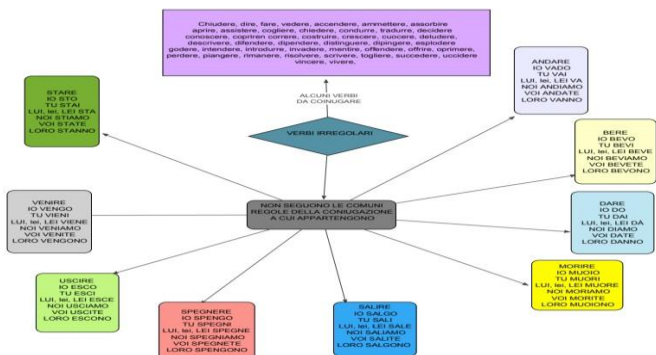 Chiudere, dire, fare, vedere, accendere, ammettere, assorbire
aprire, assistere, cogliere, chiedere, condurre, tradurre, decidere
conoscere, copriren correre, costruire, crescere, cuocere, deludere,
descrivere, difendere, dipendere, distinguere, dipingere, esplodere
godere, intendere, introdurre, invadere, mentire, offendere, offrire, oprimere,
perdere, piangere, rimanere, risolvere, scrivere, togliere, succedere, uccidere
vincere, vivere.
ALCUNI VERBI
DA COINUGARE
VERBI IRREGOLARI
NON SEGUONO LE COMUNI
REGOLE DELLA CONIUGAZIONE
A CUI APPARTENGONO
STARE
IO STO
TU STAI
LUI, lei, LEI STA
NOI STIAMO
VOI STATE
LORO STANNO
ANDARE
IO VADO
TU VAI
LUI, lei, LEI VA
NOI ANDIAMO
VOI ANDATE
LORO VANNO
BERE
IO BEVO
TU BEVI
LUI, lei, LEI BEVE
NOI BEVIAMO
VOI BEVETE
LORO BEVONO
VENIRE
IO VENGO
TU VIENI
LUI, lei, LEI VIENE
NOI VENIAMO
VOI VENITE
LORO VENGONO
DARE
IO DO
TU DAI
LUI, lei, LEI DÁ
NOI DIAMO
VOI DATE
LORO DANNO
USCIRE
IO ESCO
TU ESCI
LUI, lei, LEI ESCE
NOI USCIAMO
VOI USCITE
LORO ESCONO
SPEGNERE
IO SPENGO
TU SPEGNI
LUI, lei, LEI SPEGNE
NOI SPEGNIAMO
VOI SPEGNETE
LORO SPENGONO
SALIRE
IO SALGO
TU SALI
LUI, lei, LEI SALE
NOI SALIAMO
VOI SALITE
LORO SALGONO
MORIRE
IO MUOIO
TU MUORI
LUI, lei, LEI MUORE
NOI MORIAMO
VOI MORITE
LORO MUOIONO